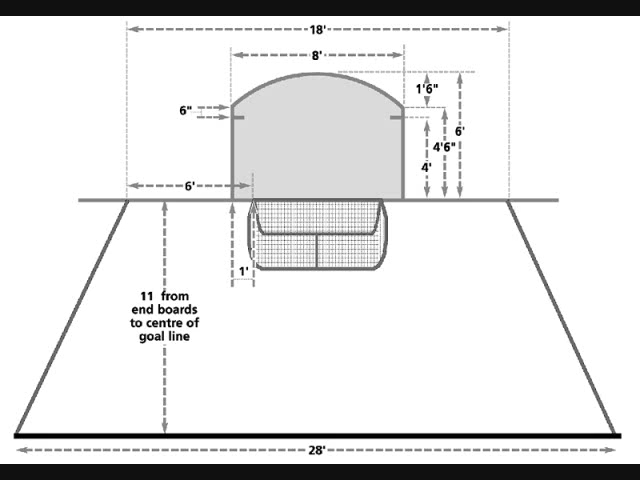 18'
8'
1'6"
6"
6'
4'6"
4'
6'
1'
11 from
end boards
to centre of
goal line
28'